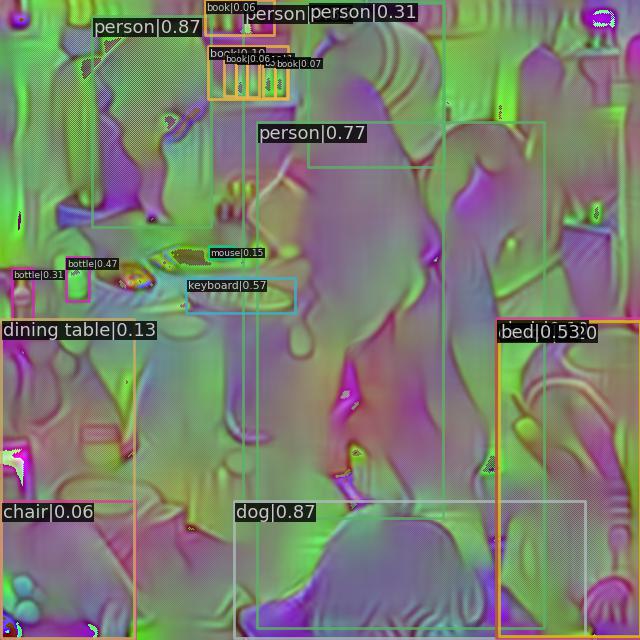 book|0.06
person
person|0.31
person|0.87
book|0.10
book|0.06
book|0.07
person|0.77
mouse|0.15
bottle|0.47
bottle|0.31
keyboard|0.57
dining table|0.13
bed|0.53
chair|0.06
dog|0.87